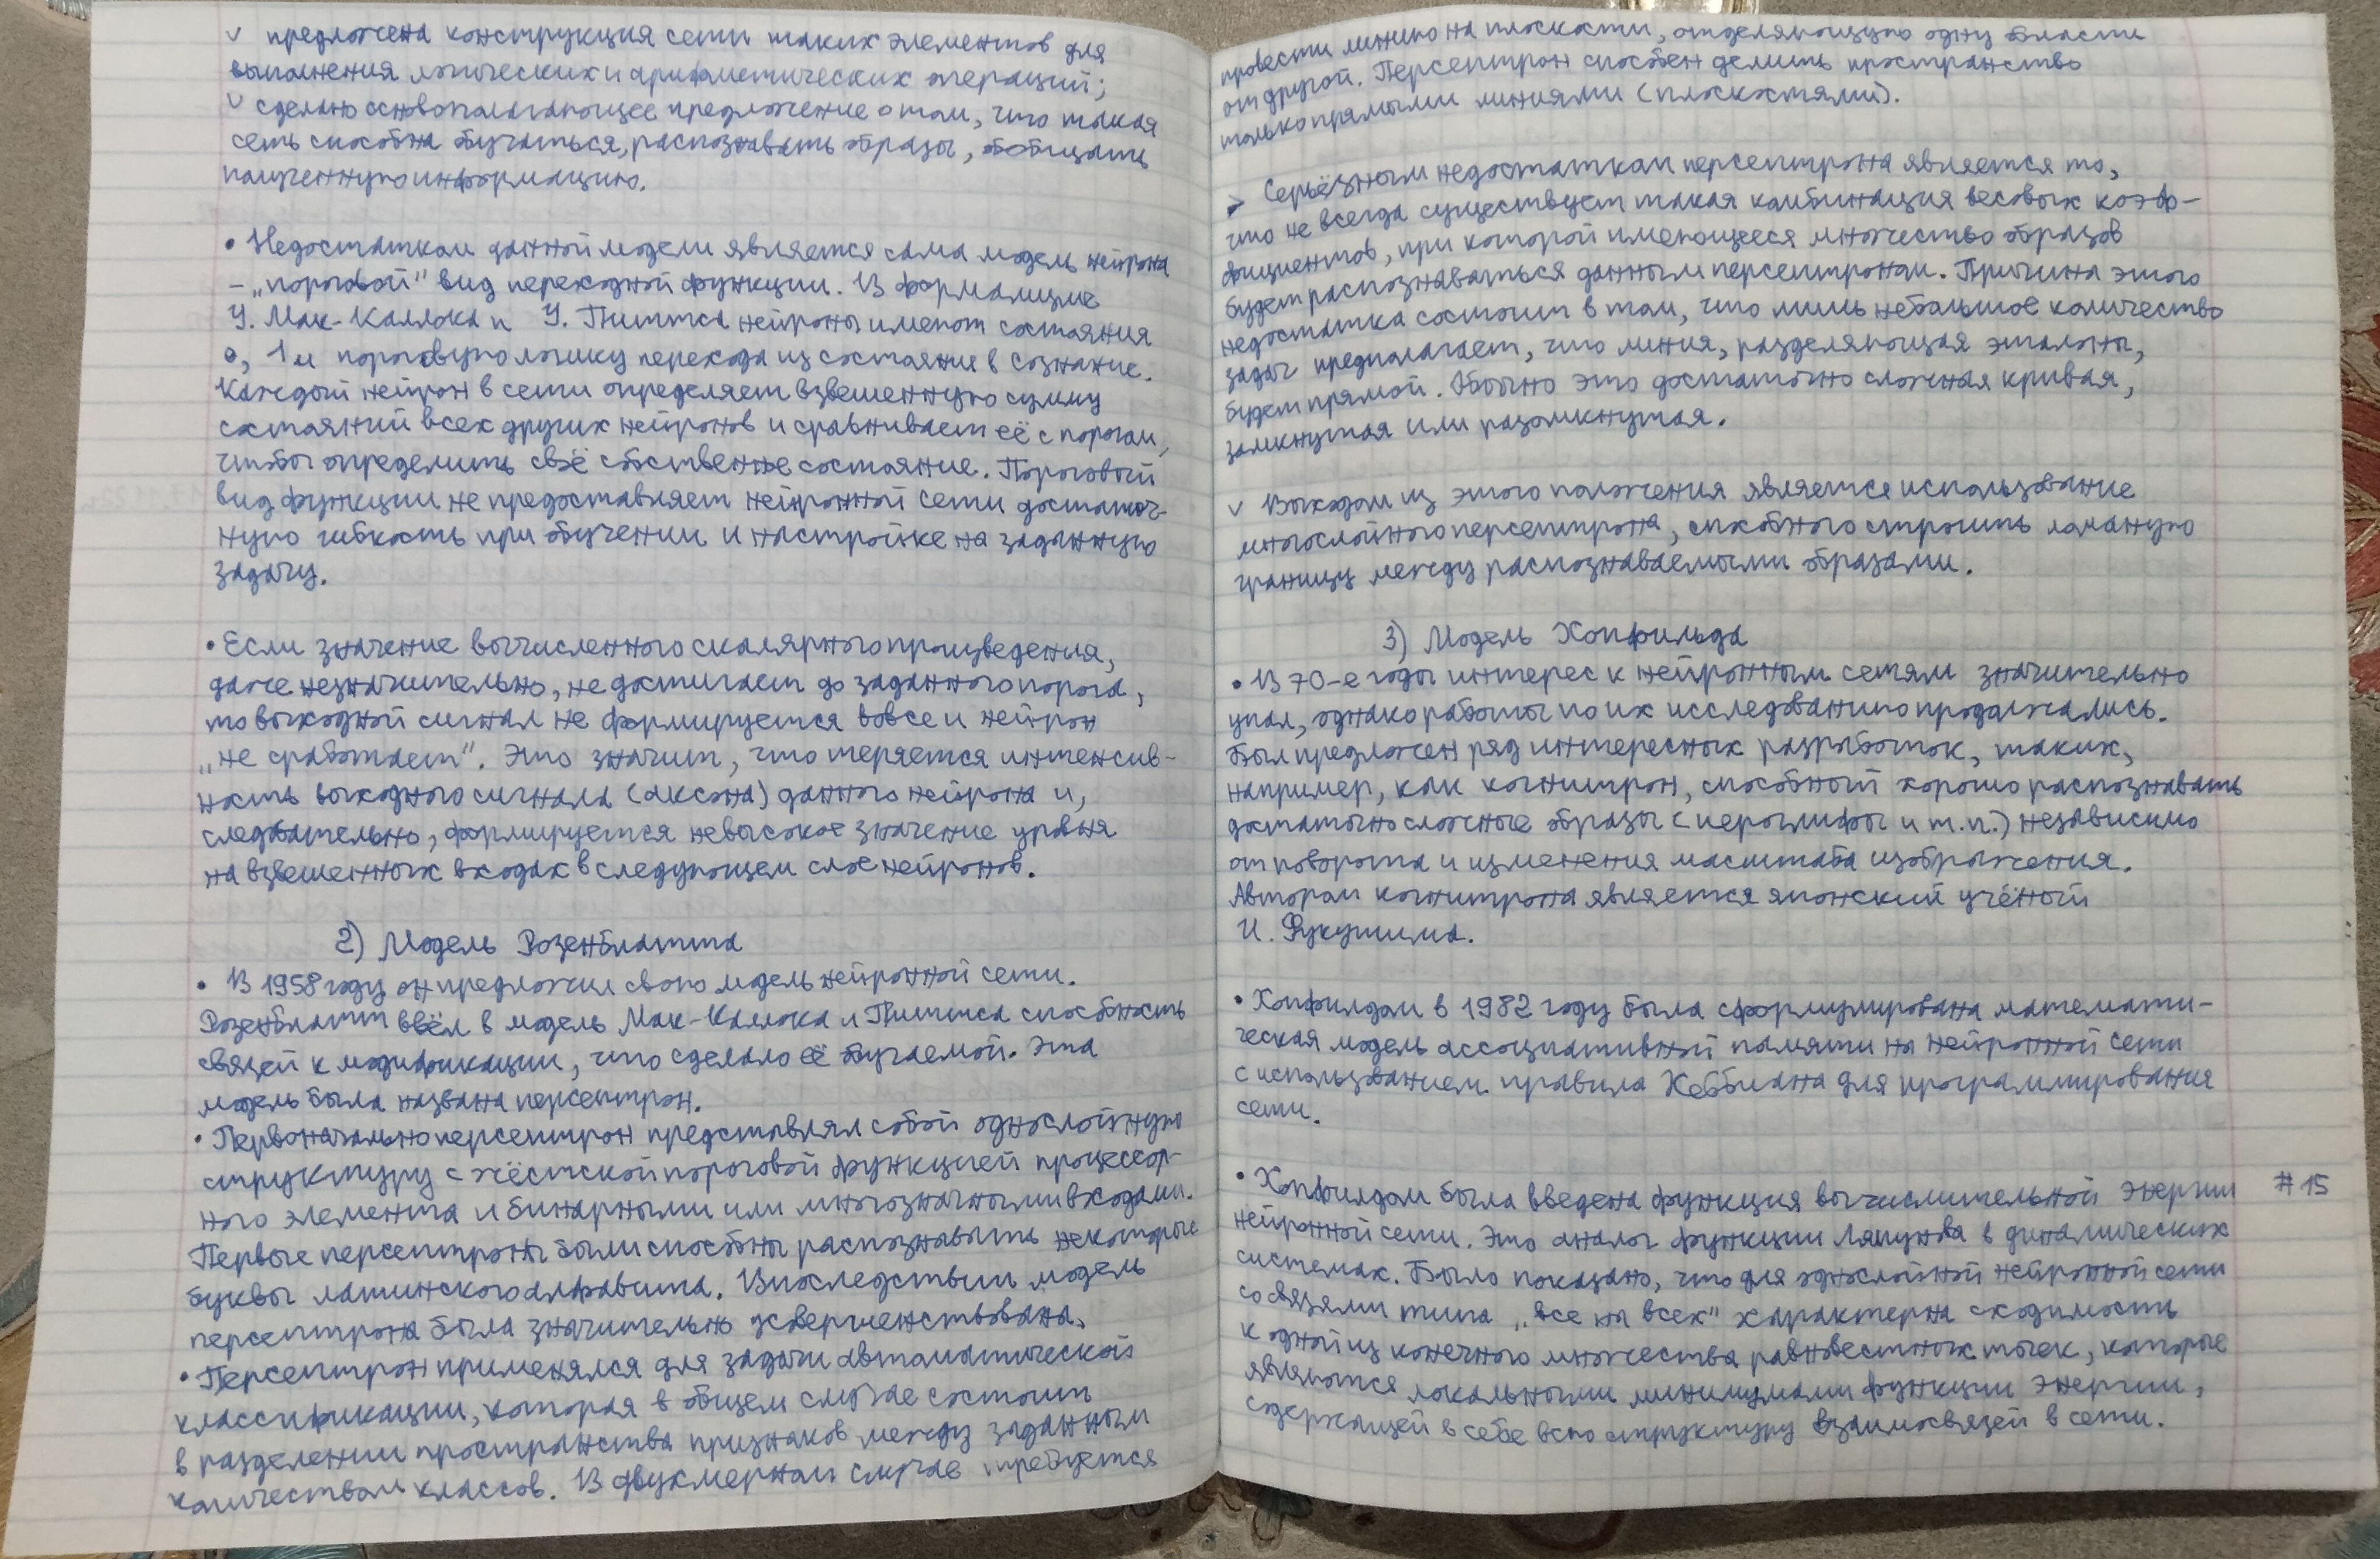 v предложена конструкция сети таких элементов для
выполнения логических и арифметических операций;
v сделано основополагающее предложение о том, что такая
сеть способна обучаться, распознавать образы, обобщать
полученную информацию.
• Недостатком данной модели является сама модель нейрона
– „пороговой" вид переходной функции. В формализме
У. Мак-Каллока и У. Питтса нейроны имеют состояния
0, 1 и пороговую логику перехода из состояние в сознание.
Каждый нейрон в сети определяет взвешенную сумму
состояний всех других нейронов и сравнивает её с порогом,
чтобы определить своё собственное состояние. Пороговый
вид функции не предоставляет нейронной сети достаточ-
ную гибкость при обучении и настройке на заданную
задачу.
• Если значение вычисленного скалярного произведения,
даже незначительно, не достигает до заданного порога,
то выходной сигнал не формируется вовсе и нейрон
„не сработает". Это значит, что теряется интенсив-
ность выходного сигнала (аксона) данного нейрона и,
следовательно, формируется невысокое значение уровня
на взвешенных входах в следующем слое нейронов.
2) Модель Розенблатта
• В 1958 году он предложил свою модель нейронной сети.
Розенблатт ввёл в модель Мак-Каллока и Питтса способность
связей к модификации, что сделало её обучаемой. Эта
модель была названа персептрон.
• Первоначально персептрон представлял собой однослойную
структуру с жёсткой пороговой функцией процессор-
ного элемента и бинарными или многозначными входами.
Первые персептроны были способны распознавать некоторые
буквы латинского алфавита. Впоследствии модель
персептрона была значительно усовершенствована.
• Персептрон применялся для задачи автоматической
классификации, которая в общем случае состоит
в разделении пространства признаков между заданным
количеством классов. В двухмерном случае требуется
провести линию на плоскости, отделяющую одну область
от другой. Персептрон способен делить пространство
только прямыми линиями (плоскостями).
> Серьёзным недостатком персептрона является то,
что не всегда существует такая комбинация весовых коэф-
фициентов, при которой имеющееся множество образов
будет распознаваться данным персептроном. Причина этого
недостатка состоит в том, что лишь небольшое количество
задач предполагает, что линия, разделяющая эталоны,
будет прямой. Обычно это достаточно сложная кривая,
замкнутая или разомкнутая.
v Выходом из этого положения является использование
многослойного персептрона, способного строить ломаную
границу между распознаваемыми образами.
3) Модель Хопфильда
• В 70-е годы интерес к нейронным сетям значительно
упал, однако работы по их исследованию продолжались.
Был предложен ряд интересных разработок, таких,
например, как когнитрон, способный хорошо распознавать
достаточно сложные образы (иероглифы и т.п.) независимо
от поворота и изменения масштаба изображения.
Автором когнитрона является японский учёный
И. Фукушима.
• Хопфилдом в 1982 году была сформулирована математи-
ческая модель ассоциативной памяти на нейронной сети
с использованием правила Хеббиана для программирования
сети.
• Хопфилдом была введена функция вычислительной энергии #15
нейронной сети. Это аналог функции Ляпунова в динамических
системах. Было показано, что для однослойной нейронной сети
со связями типа „все на всех" характерна сходимость
к одной из конечного множества равновесных точек, которые
являются локальными минимумами функции энергии,
содержащей в себе всю структуру взаимосвязей в сети.